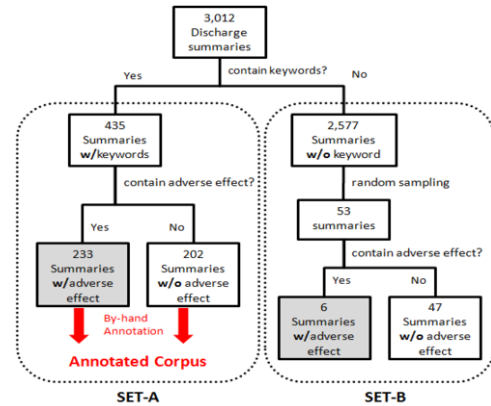 3,012
Discharge
summaries
contain keywords?
Yes
No
435
Summaries
w/keywords
2,577
Summaries
w/o keyword
contain adverse effect?
random sampling
53
summaries
Yes
No
233
Summaries
w/adverse
effect
202
Summaries
w/o adverse
effect
contain adverse effect?
Yes
No
6
Summaries
w/adverse
effect
47
Summaries
w/o adverse
effect
By-hand
Annotation
Annotated Corpus
SET-A
SET-B